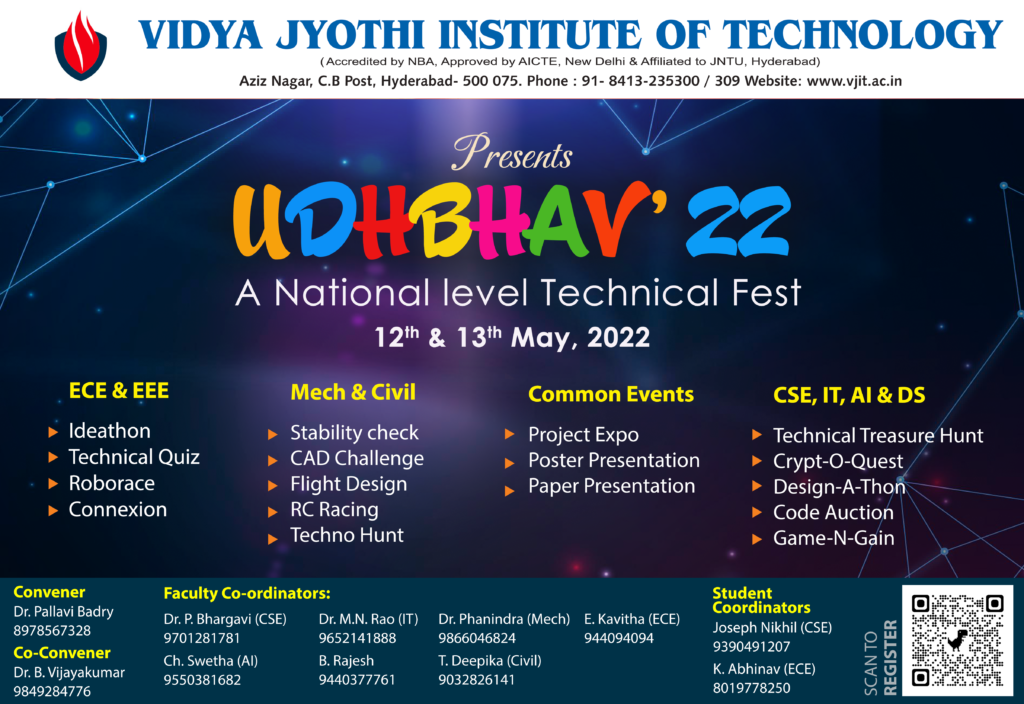 VIDYA JYOTHI INSTITUTE OF TECHNOLOGY
(Accredited by NBA, Approved by AICTE, New Delhi & Affiliated to JNTU, Hyderabad)
Aziz Nagar, C.B Post, Hyderabad- 500 075. Phone : 91- 8413-235300 / 309 Website: www.vjit.ac.in
Presents
UDHBHAV' 22
A National level Technical Fest
12th & 13th May, 2022
ECE & EEE
Ideathon
Technical Quiz
Roborace
Connexion
Mech & Civil
Stability check
CAD Challenge
Flight Design
RC Racing
Techno Hunt
Common Events
Project Expo
Poster Presentation
Paper Presentation
CSE, IT, AI & DS
Technical Treasure Hunt
Crypt-O-Quest
Design-A-Thon
Code Auction
Game-N-Gain
Convener
Dr. Pallavi Badry
8978567328
Co-Convener
Dr. B. Vijayakumar
9849284776
Faculty Co-ordinators:
Dr. P. Bhargavi (CSE)
9701281781
Ch. Swetha (AI)
9550381682
Dr. M.N. Rao (IT)
9652141888
B. Rajesh
9440377761
Dr. Phanindra (Mech)
9866046824
T. Deepika (Civil)
9032826141
E. Kavitha (ECE)
944094094
Student
Coordinators
Joseph Nikhil (CSE)
9390491207
K. Abhinav (ECE)
8019778250
SCAN TO
REGISTER